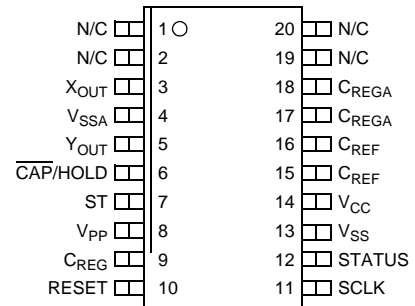 N/C 1 20 N/C
N/C 2 19 N/C
XOUT 3 18 CREGA
VSSA 4 17 CREGA
YOUT 5 16 CREF
CAP/HOLD 6 15 CREF
ST 7 14 VCC
VPP 8 13 VSS
CREG 9 12 STATUS
RESET 10 11 SCLK